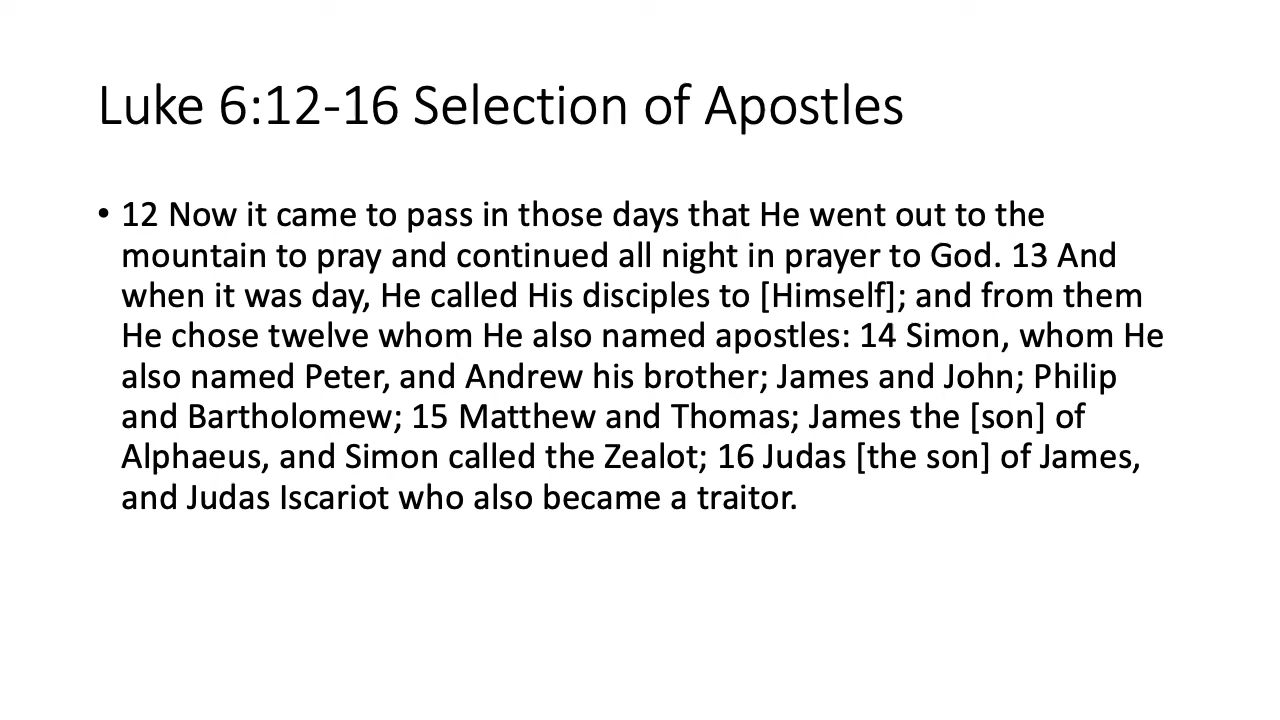 Luke 6:12-16 Selection of Apostles
• 12 Now it came to pass in those days that He went out to the
mountain to pray and continued all night in prayer to God. 13 And
when it was day, He called His disciples to [Himself]; and from them
He chose twelve whom He also named apostles: 14 Simon, whom He
also named Peter, and Andrew his brother; James and John; Philip
and Bartholomew; 15 Matthew and Thomas; James the [son] of
Alphaeus, and Simon called the Zealot; 16 Judas [the son] of James,
and Judas Iscariot who also became a traitor.